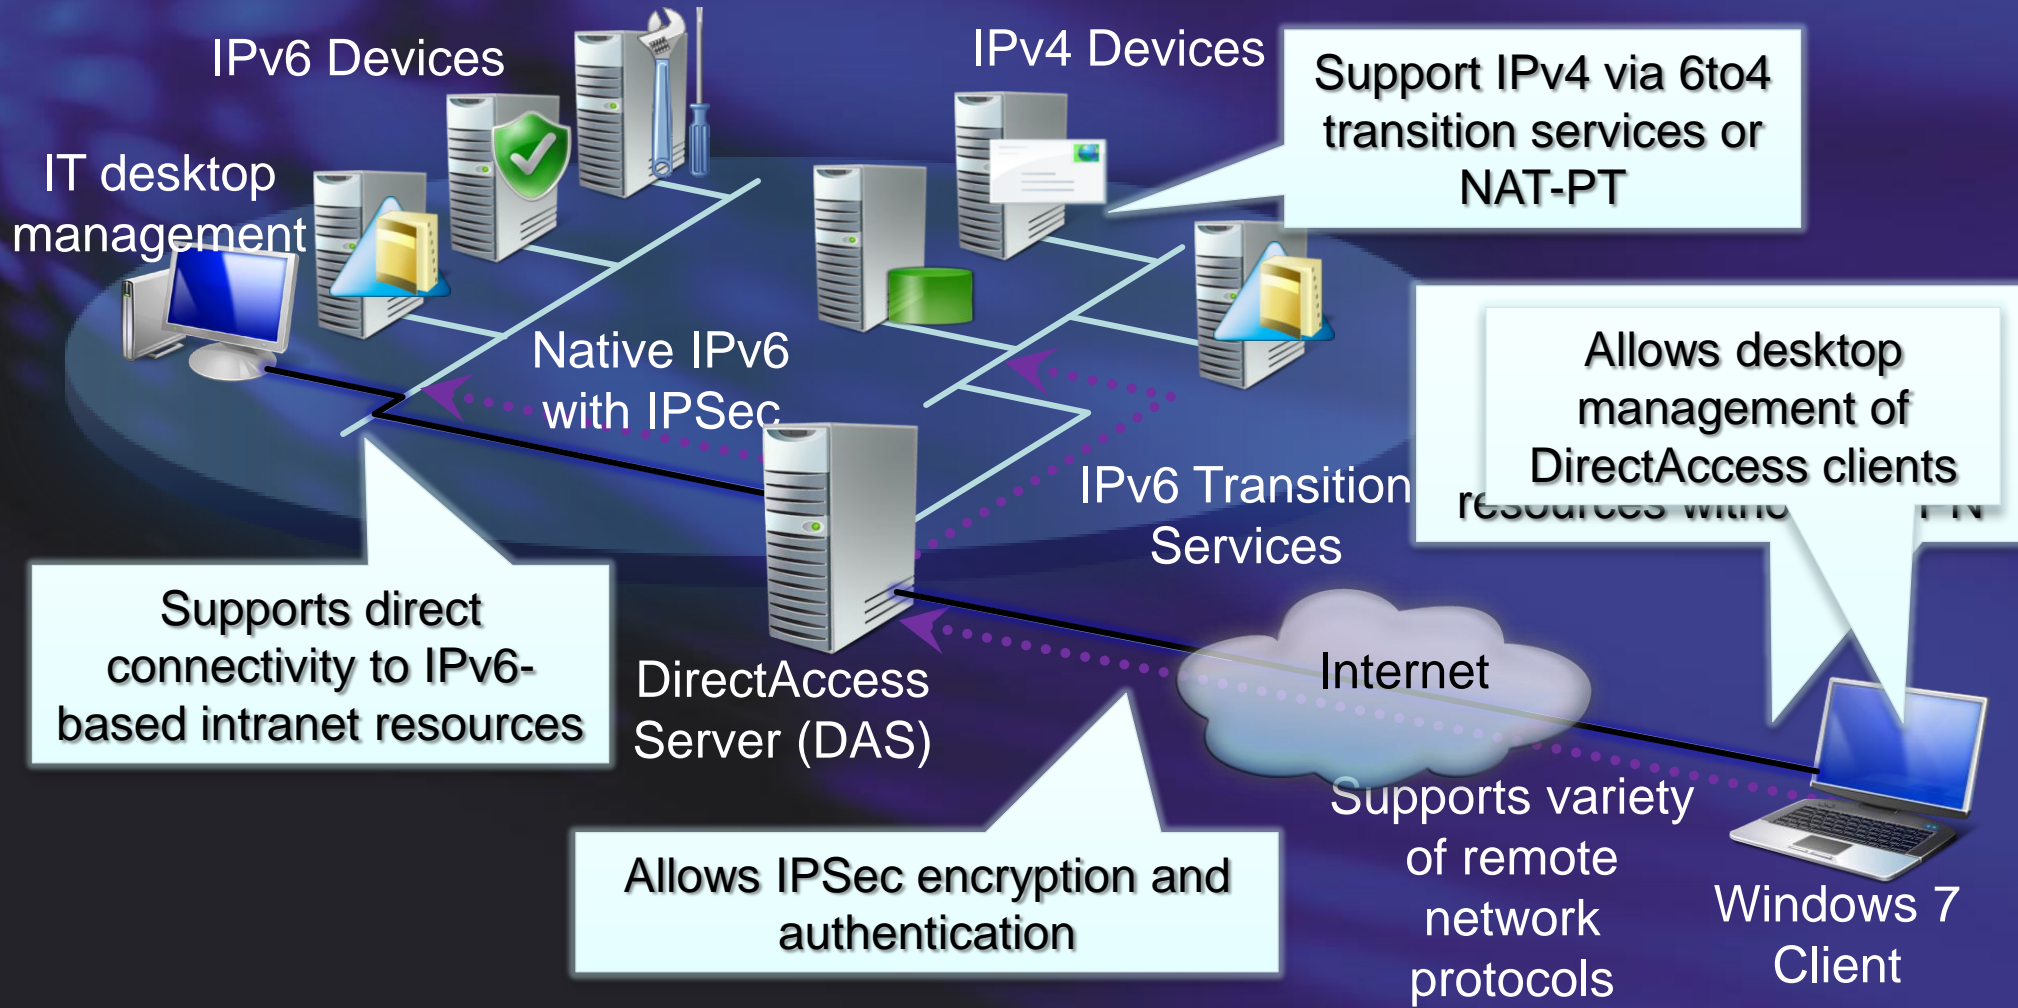 IPv6 Devices
IPv4 Devices
Support IPv4 via 6to4
transition services or
NAT-PT
IT desktop
management
Native IPv6
with IPSec
Allows desktop
management of
DirectAccess clients
resources
IPv6 Transition
Services
Supports direct
connectivity to IPv6-
based intranet resources
DirectAccess
Server (DAS)
Internet
Allows IPSec encryption and
authentication
Supports variety
of remote
network
protocols
Windows 7
Client